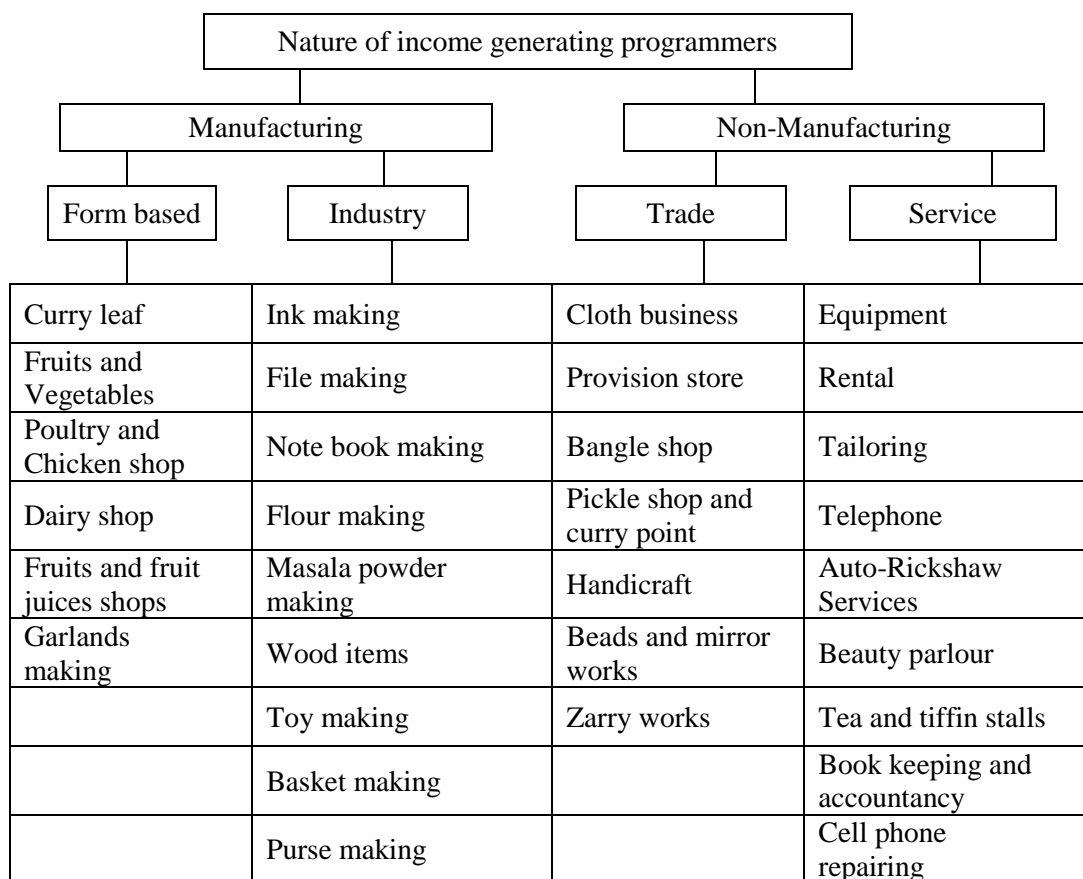 Nature of income generating programmers
Manufacturing
Non-Manufacturing
Form based
Industry
Trade
Service
Curry leaf
Ink making
Cloth business
Equipment
Fruits and
Vegetables
File making
Provision store
Rental
Poultry and
Chicken shop
Note book making
Bangle shop
Tailoring
Dairy shop
Flour making
Pickle shop and
curry point
Telephone
Fruits and fruit
juices shops
Masala powder
making
Handicraft
Auto-Rickshaw
Services
Garlands
making
Wood items
Beads and mirror
works
Beauty parlour
Toy making
Zarry works
Tea and tiffin stalls
Basket making
Book keeping and
accountancy
Purse making
Cell phone
repairing